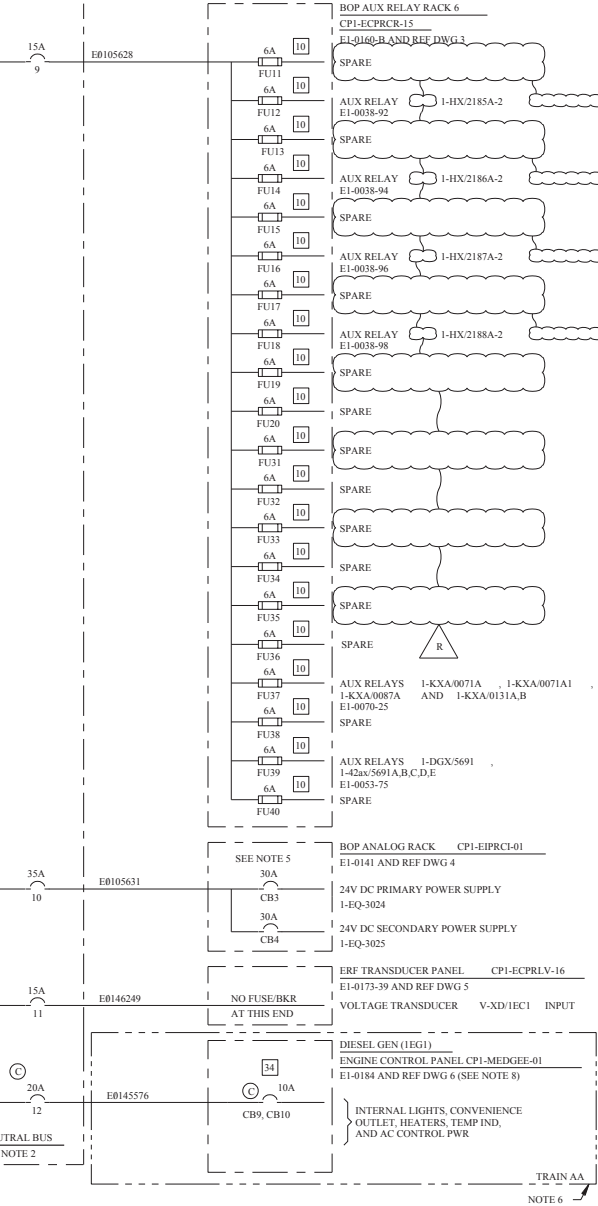 BOP AUX RELAY RACK 6
CP1-ECPRCR-15
E1-0160-B AND REF DWG 3
15A
9
E0105628
6A
10
FU11
SPARE
6A
10
FU12
AUX RELAY 1-HX/2185A-2
E1-0038-92
6A
10
FU13
SPARE
6A
10
FU14
AUX RELAY 1-HX/2186A-2
E1-0038-94
6A
10
FU15
SPARE
6A
10
FU16
AUX RELAY 1-HX/2187A-2
E1-0038-96
6A
10
FU17
SPARE
6A
10
FU18
AUX RELAY 1-HX/2188A-2
E1-0038-98
6A
10
FU19
SPARE
6A
10
FU20
SPARE
6A
10
FU31
SPARE
6A
10
FU32
SPARE
6A
10
FU33
SPARE
6A
10
FU34
SPARE
6A
10
FU35
SPARE
6A
10
FU36
SPARE
R
6A
10
FU37
AUX RELAYS 1-KXA/0071A , 1-KXA/0071A1 ,
1-KXA/0087A AND 1-KXA/0131A,B
E1-0070-25
6A
10
FU38
SPARE
6A
10
FU39
AUX RELAYS 1-DGX/5691 ,
1-42ax/5691A,B,C,D,E
E1-0053-75
6A
10
FU40
SPARE
BOP ANALOG RACK CP1-EIPRCI-01
E1-0141 AND REF DWG 4
SEE NOTE 5
35A
10
E0105631
30A
CB3
24V DC PRIMARY POWER SUPPLY
1-EQ-3024
30A
CB4
24V DC SECONDARY POWER SUPPLY
1-EQ-3025
ERF TRANSDUCER PANEL CP1-ECPRLV-16
E1-0173-39 AND REF DWG 5
15A
11
E0146249
NO FUSE/BKR
AT THIS END
VOLTAGE TRANSDUCER V-XD/1EC1 INPUT
DIESEL GEN (1EG1)
ENGINE CONTROL PANEL CP1-MEDGEE-01
E1-0184 AND REF DWG 6 (SEE NOTE 8)
C
20A
12
E0145576
34
C 10A
CB9, CB10
INTERNAL LIGHTS, CONVENIENCE
OUTLET, HEATERS, TEMP IND,
AND AC CONTROL PWR
UTRAL BUS
NOTE 2
TRAIN AA
NOTE 6